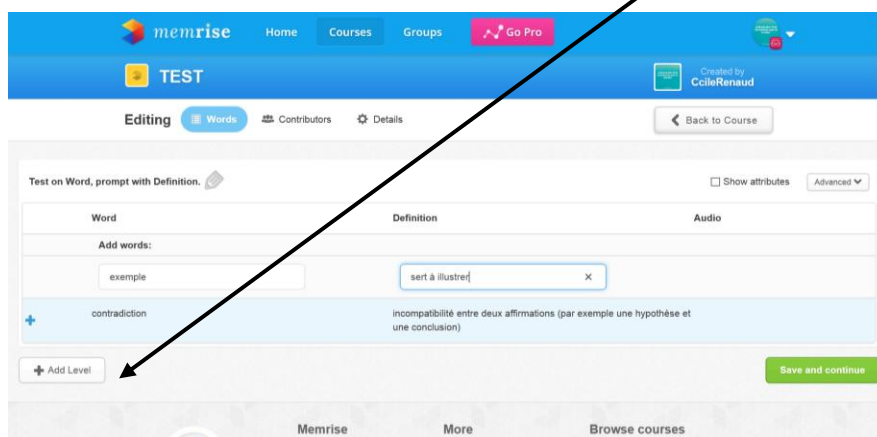 memrise Home Courses Groups Go Pro
TEST
Created by
CcileRenaud
Editing Words Contributors Details Back to Course
Test on Word, prompt with Definition. Show attributes Advanced
Word Definition Audio
Add words:
exemple sert à illustrer
contradiction incompatibilité entre deux affirmations (par exemple une hypothèse et
une conclusion)
Add Level Save and continue
Memrise More Browse courses